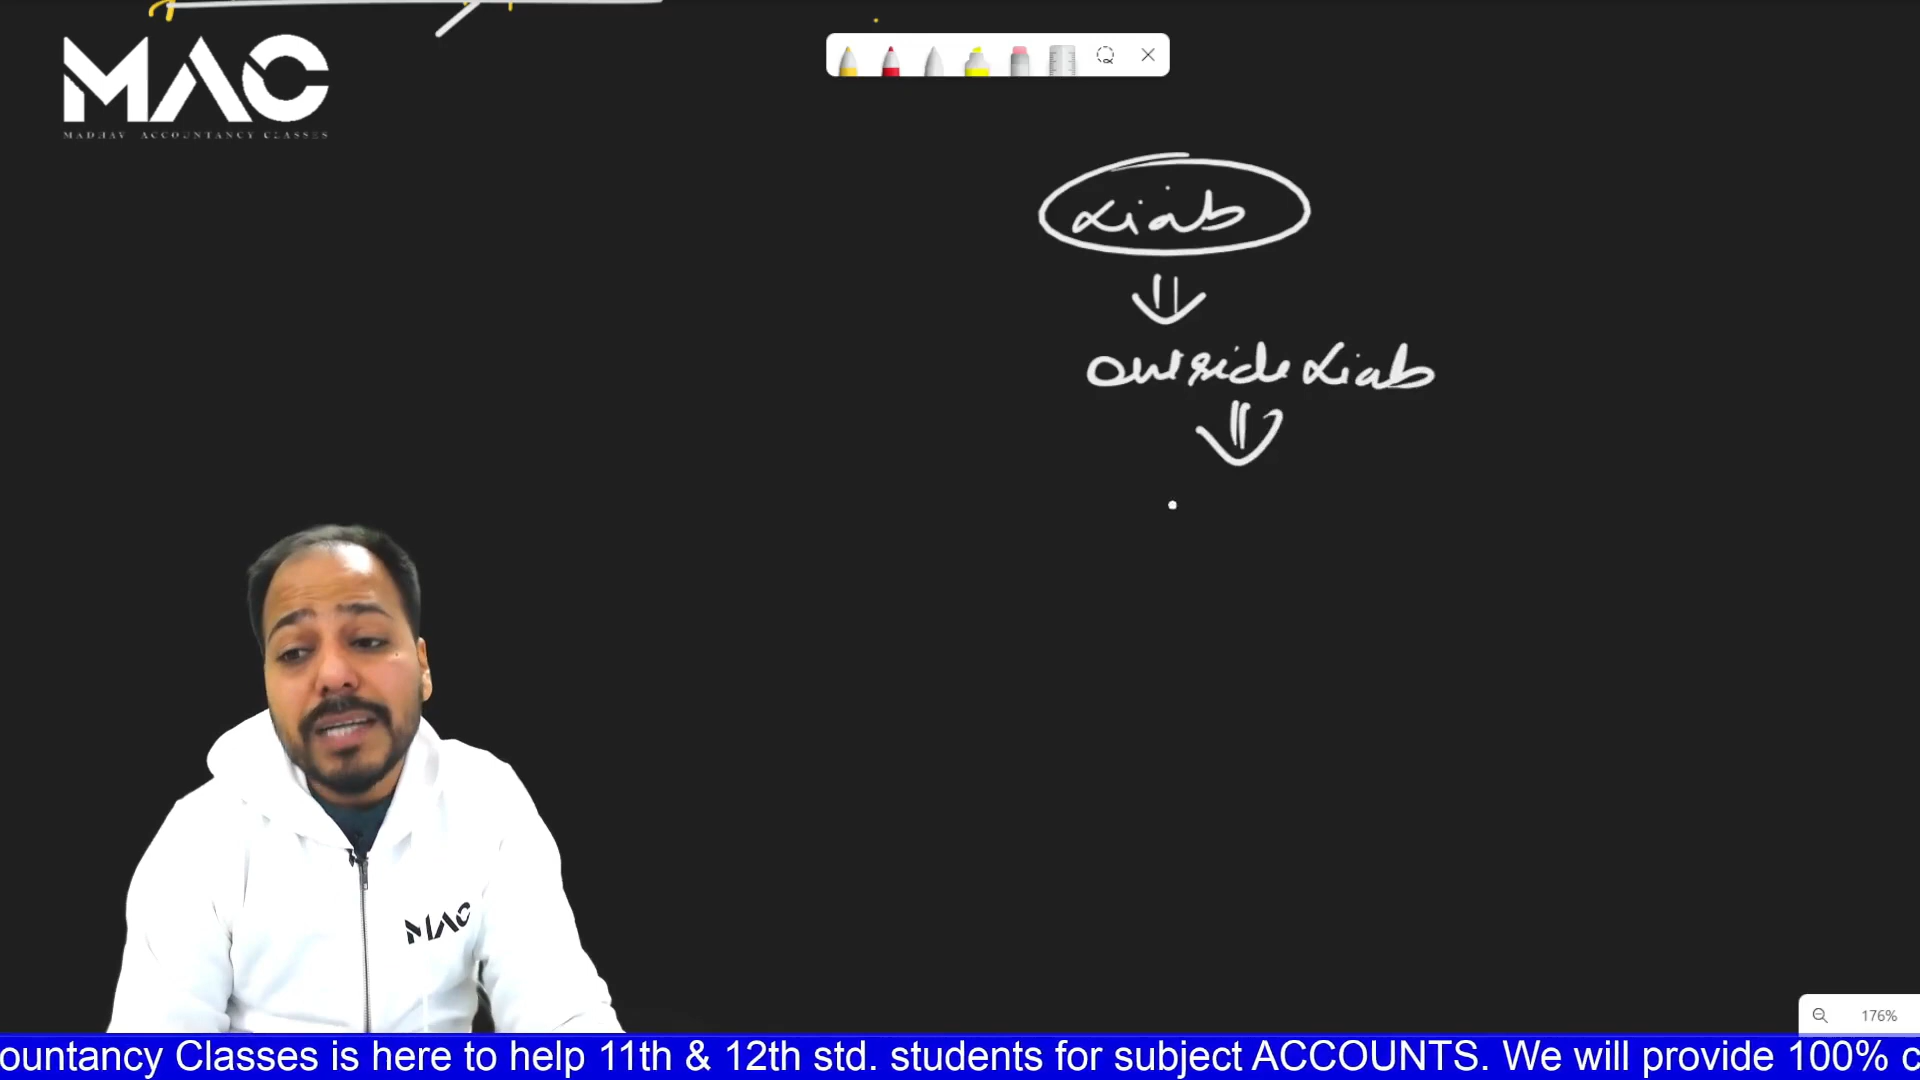 MAC
MADHAV ACCOUNTANCY CLASSES
Liab
outside Liab
MAC
176%
ountancy Classes is here to help 11th & 12th std. students for subject ACCOUNTS. We will provide 100% c